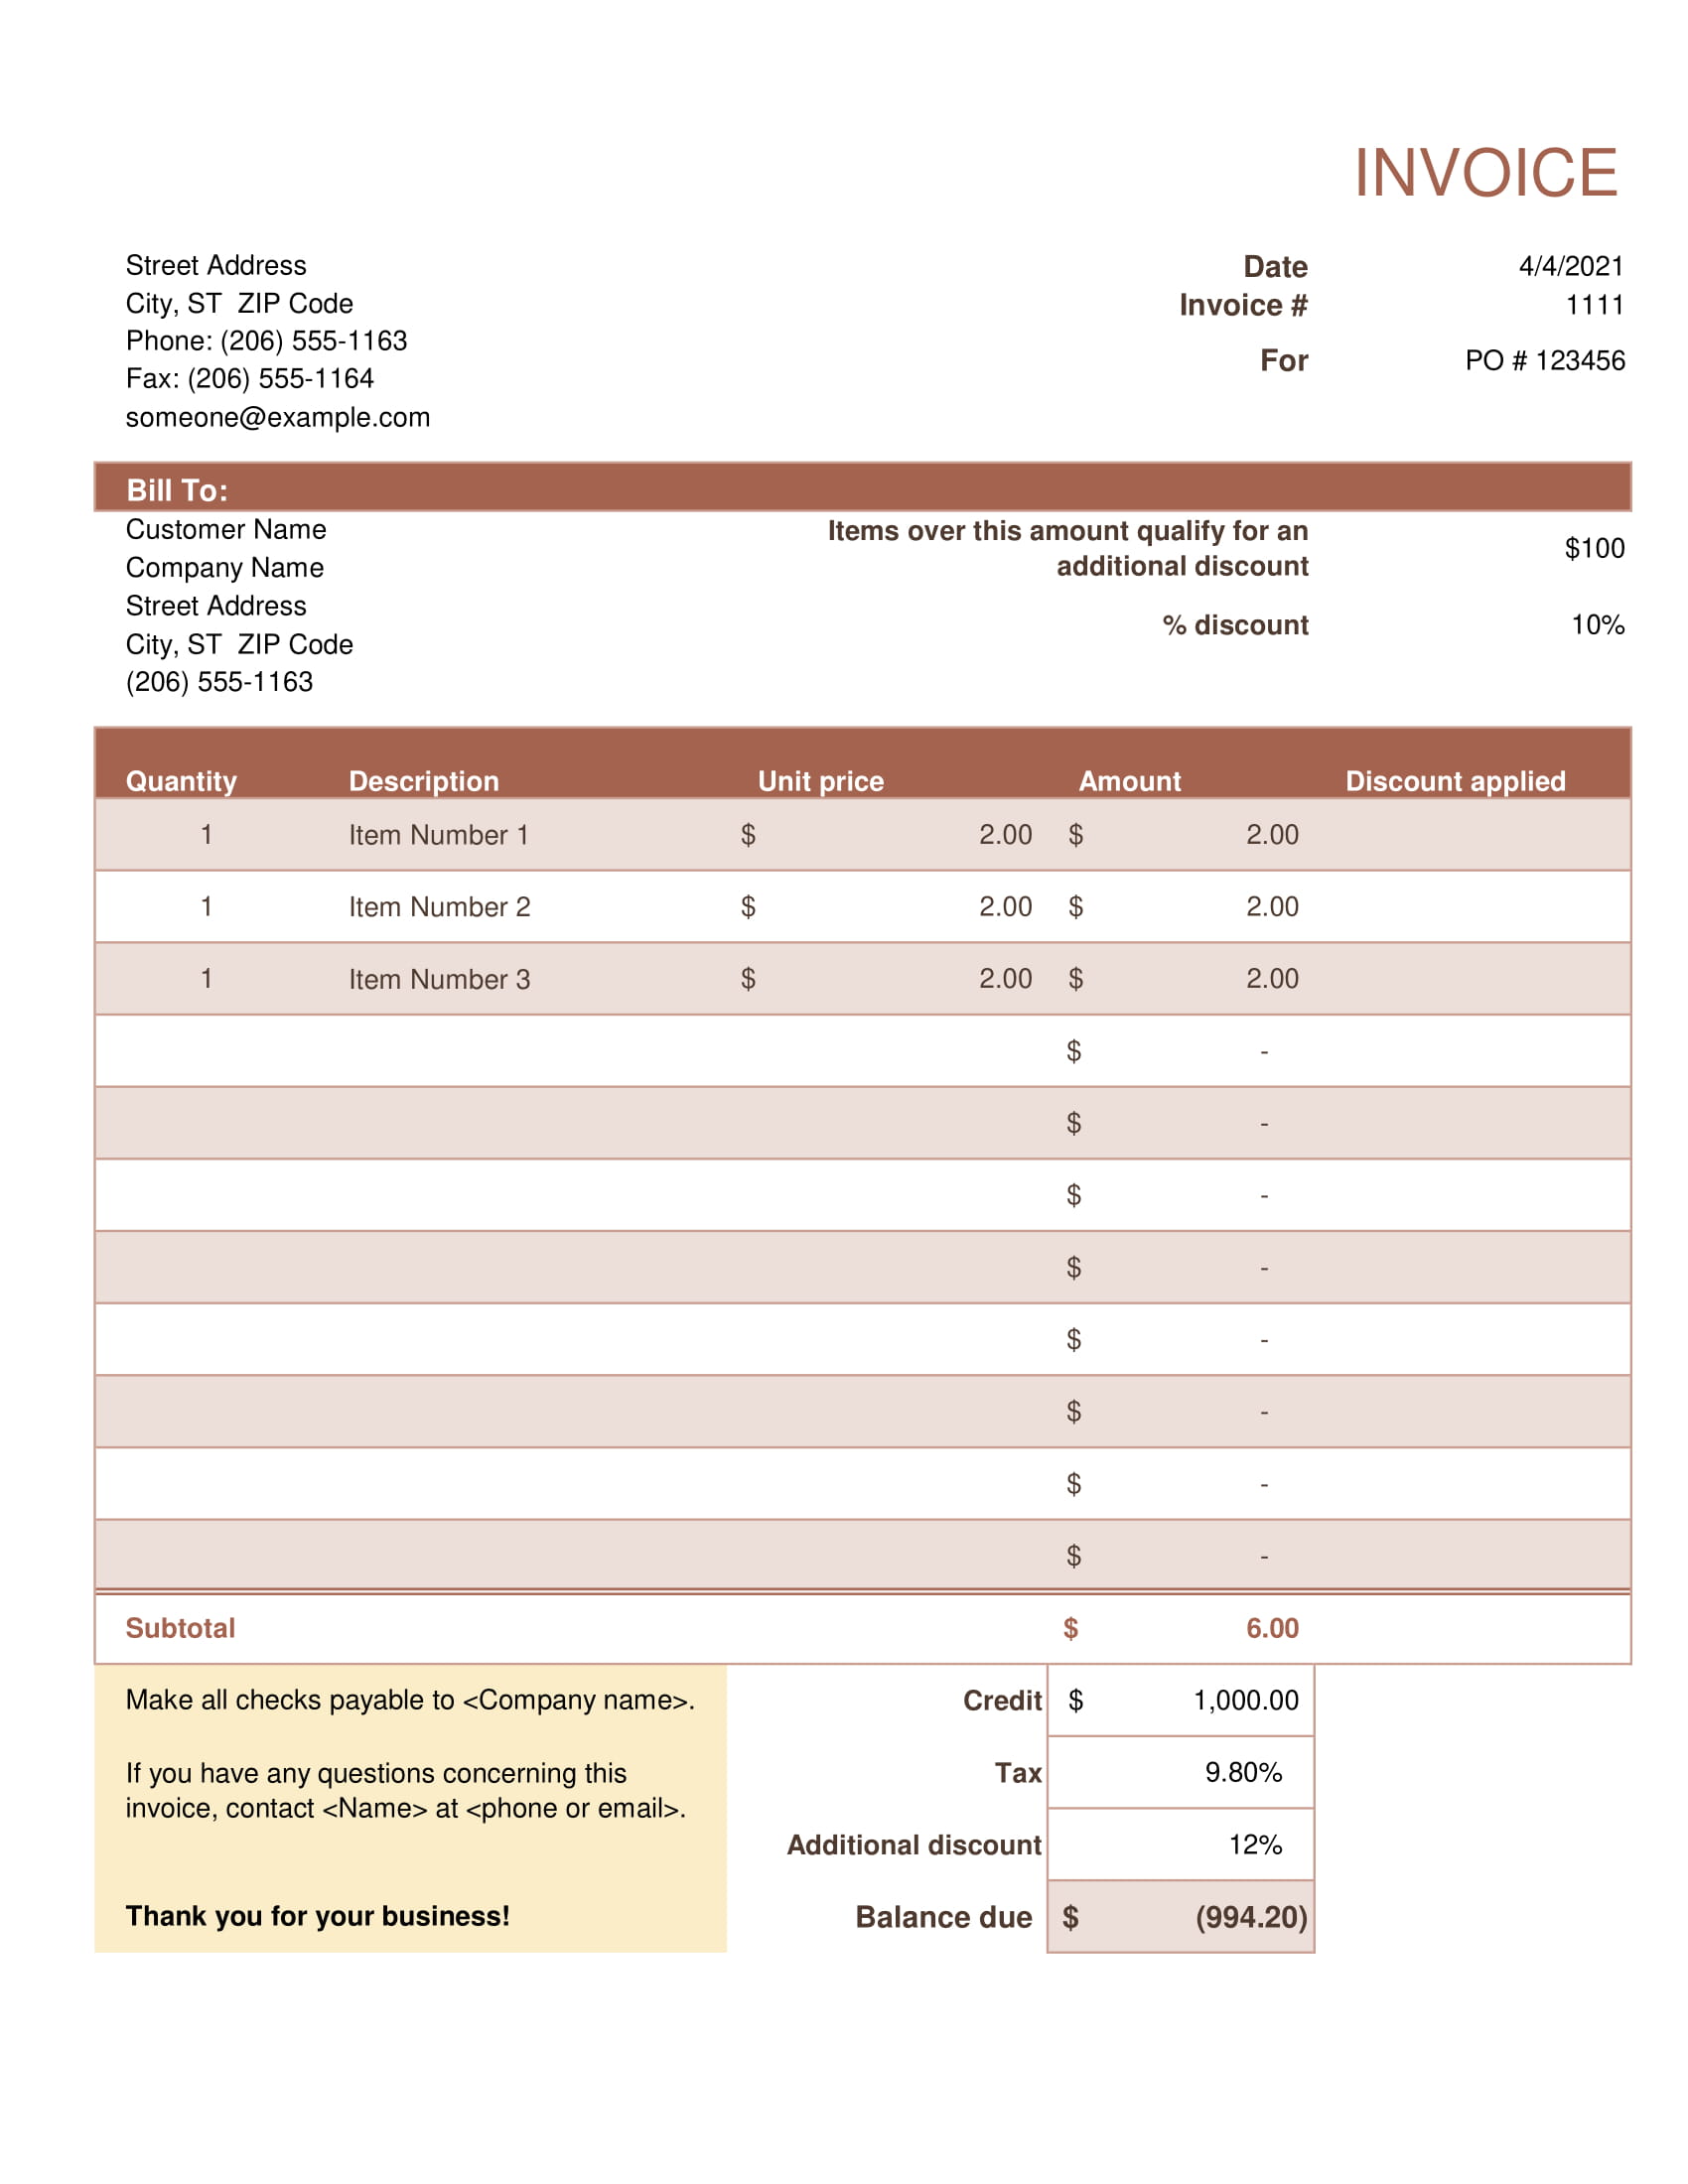 INVOICE
Street Address
City, ST  ZIP Code
Phone: (206) 555-1163
Fax: (206) 555-1164
someone@example.com
Date 4/4/2021
Invoice # 1111
For PO # 123456
Bill To:
Customer Name
Company Name
Street Address
City, ST  ZIP Code
(206) 555-1163
Items over this amount qualify for an
additional discount $100
% discount 10%
Quantity Description Unit price Amount Discount applied
1 Item Number 1 $ 2.00 $ 2.00
1 Item Number 2 $ 2.00 $ 2.00
1 Item Number 3 $ 2.00 $ 2.00
$ -
$ -
$ -
$ -
$ -
$ -
$ -
$ -
Subtotal $ 6.00
Make all checks payable to <Company name>.
If you have any questions concerning this
invoice, contact <Name> at <phone or email>.
Thank you for your business!
Credit $ 1,000.00
Tax 9.80%
Additional discount 12%
Balance due $ (994.20)